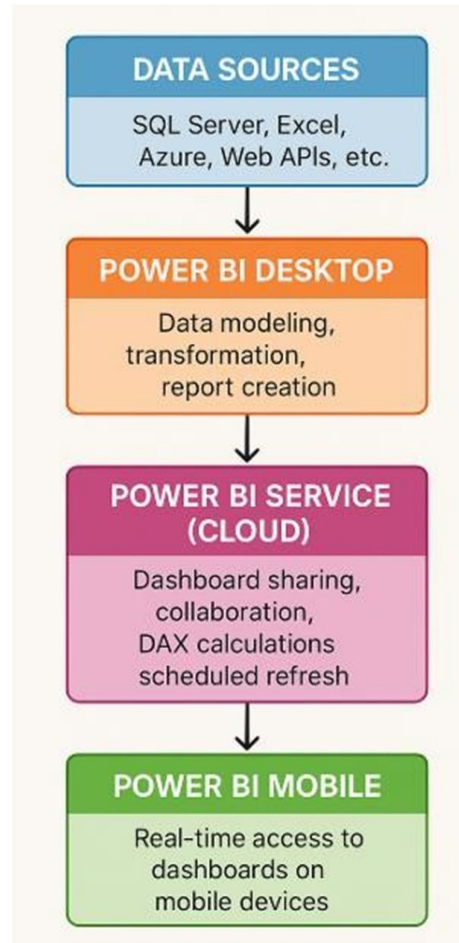 DATA SOURCES
SQL Server, Excel,
Azure, Web APIs, etc.
POWER BI DESKTOP
Data modeling,
transformation,
report creation
POWER BI SERVICE
(CLOUD)
Dashboard sharing,
collaboration,
DAX calculations
scheduled refresh
POWER BI MOBILE
Real-time access to
dashboards on
mobile devices